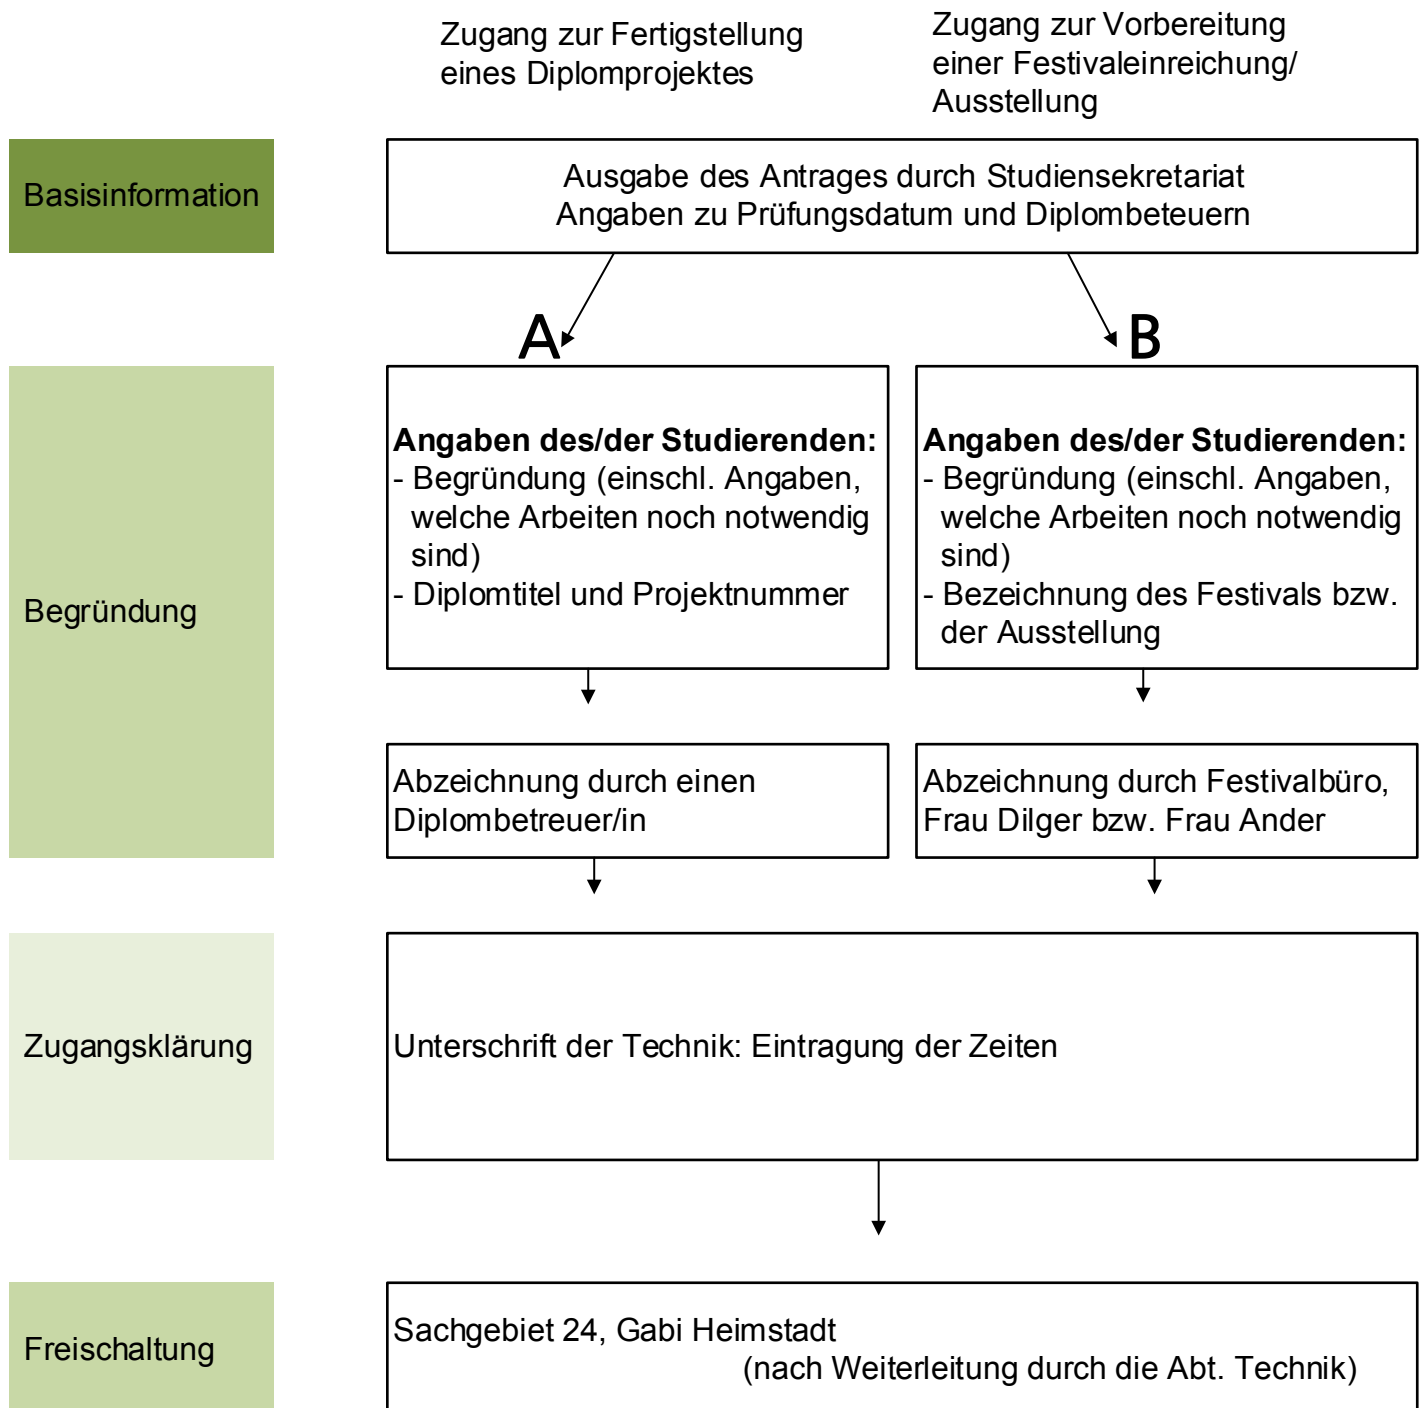 Zugang zur Fertigstellung
eines Diplomprojektes
Zugang zur Vorbereitung
einer Festivaleinreichung/
Ausstellung
Basisinformation
Ausgabe des Antrages durch Studiensekretariat
Angaben zu Prüfungsdatum und Diplombeteuern
A
B
Begründung
Angaben des/der Studierenden:
- Begründung (einschl. Angaben,
welche Arbeiten noch notwendig
sind)
- Diplomtitel und Projektnummer
Angaben des/der Studierenden:
- Begründung (einschl. Angaben,
welche Arbeiten noch notwendig
sind)
- Bezeichnung des Festivals bzw.
der Ausstellung
Abzeichnung durch einen
Diplombetreuer/in
Abzeichnung durch Festivalbüro,
Frau Dilger bzw. Frau Ander
Zugangsklärung
Unterschrift der Technik: Eintragung der Zeiten
Freischaltung
Sachgebiet 24, Gabi Heimstadt
(nach Weiterleitung durch die Abt. Technik)